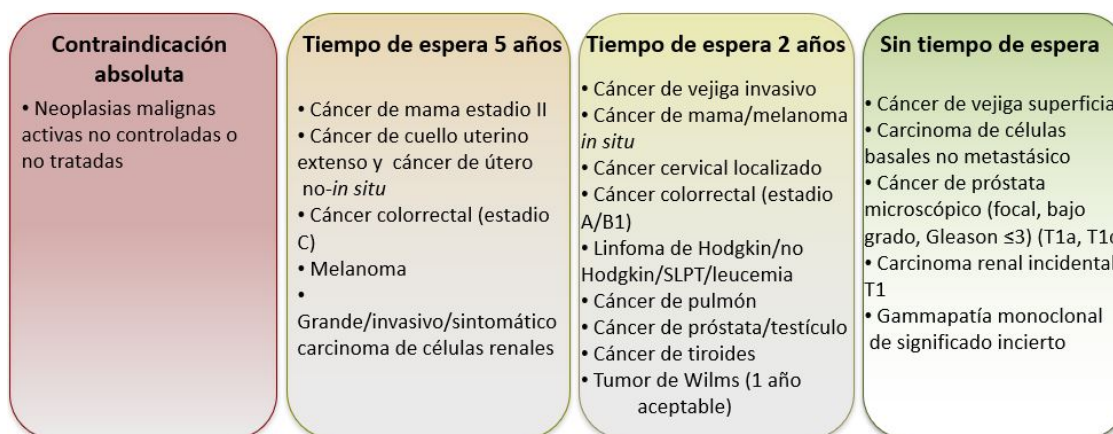 Contraindicación
absoluta
• Neoplasias malignas
activas no controladas o
no tratadas
Tiempo de espera 5 años
• Cáncer de mama estadio II
• Cáncer de cuello uterino
extenso y cáncer de útero
no-in situ
• Cáncer colorrectal (estadio
C)
• Melanoma
•
Grande/invasivo/sintomático
carcinoma de células renales
Tiempo de espera 2 años
• Cáncer de vejiga invasivo
• Cáncer de mama/melanoma
in situ
• Cáncer cervical localizado
• Cáncer colorrectal (estadio
A/B1)
• Linfoma de Hodgkin/no
Hodgkin/SLPT/leucemia
• Cáncer de pulmón
• Cáncer de próstata/testículo
• Cáncer de tiroides
• Tumor de Wilms (1 año
aceptable)
Sin tiempo de espera
• Cáncer de vejiga superficia
• Carcinoma de células
basales no metastásico
• Cáncer de próstata
microscópico (focal, bajo
grado, Gleason ≤3) (T1a, T1c
• Carcinoma renal incidental
T1
• Gammapatía monoclonal
de significado incierto